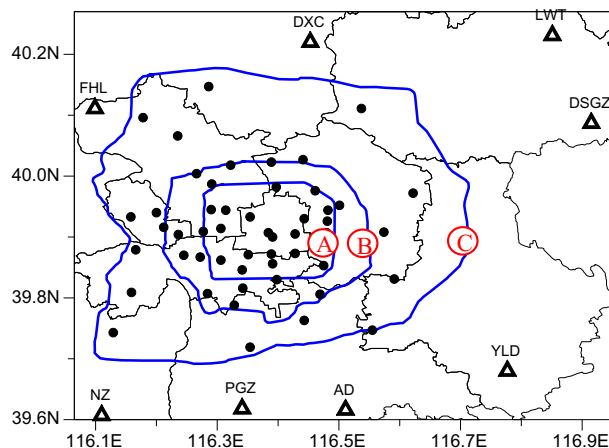 40.2N
40.0N
39.8N
39.6N
DXC
LWT
FHL
DSGZ
A
B
C
YLD
NZ
PGZ
AD
116.1E
116.3E
116.5E
116.7E
116.9E